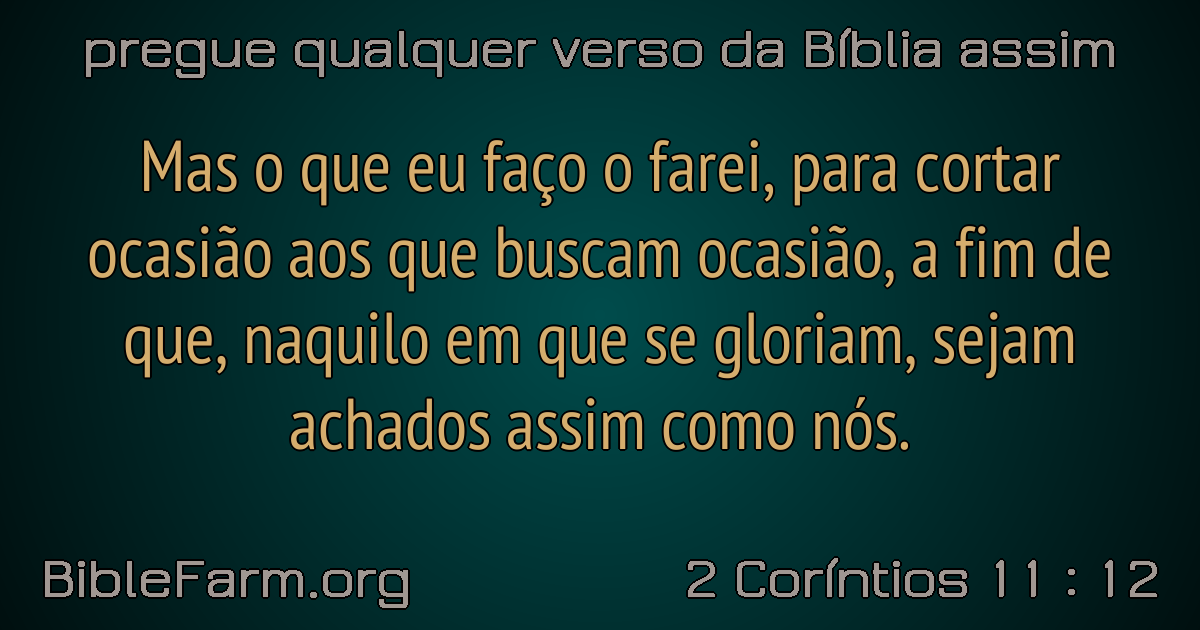 pregue qualquer verso da Bíblia assim
Mas o que eu faço o farei, para cortar
ocasião aos que buscam ocasião, a fim de
que, naquilo em que se gloriam, sejam
achados assim como nós.
BibleFarm.org
2 Coríntios 11 : 12